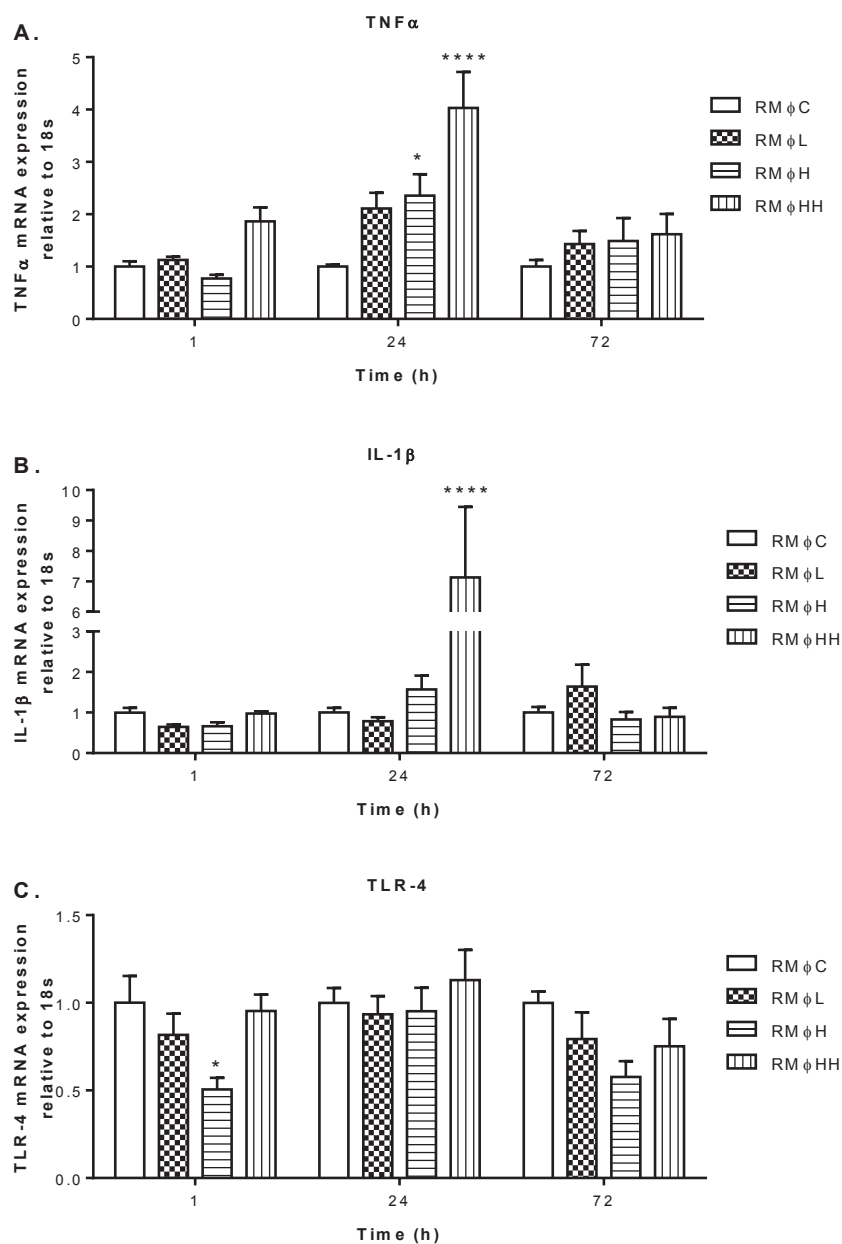 A.
TNFα
TNFα mRNA expression
relative to 18s
5
4
3
2
1
0
*
****
1
24
72
Time (h)
RMϕC
RMϕL
RMϕH
RMϕHH
B.
IL-1β
IL-1β mRNA expression
relative to 18s
10
9
8
7
6
3
2
1
0
****
1
24
72
Time (h)
RMϕC
RMϕL
RMϕH
RMϕHH
C.
TLR-4
TLR-4 mRNA expression
relative to 18s
1.5
1.0
0.5
0.0
*
1
24
72
Time (h)
RMϕC
RMϕL
RMϕH
RMϕHH